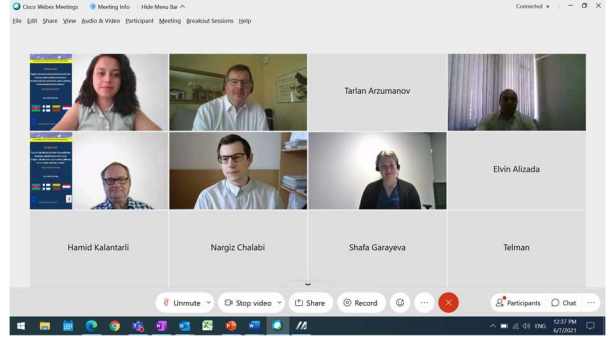 Cisco Webex Meetings Meeting Info Hide Menu Bar
Connected
File Edit Share View Audio & Video Participant Meeting Breakout Sessions Help
Tarlan Arzumanov
Elvin Alizada
Hamid Kalantarli
Nargiz Chalabi
Shafa Garayeva
Telman
Unmute Stop video Share Record Participants Chat
ENG 12:37 PM
6/7/2021